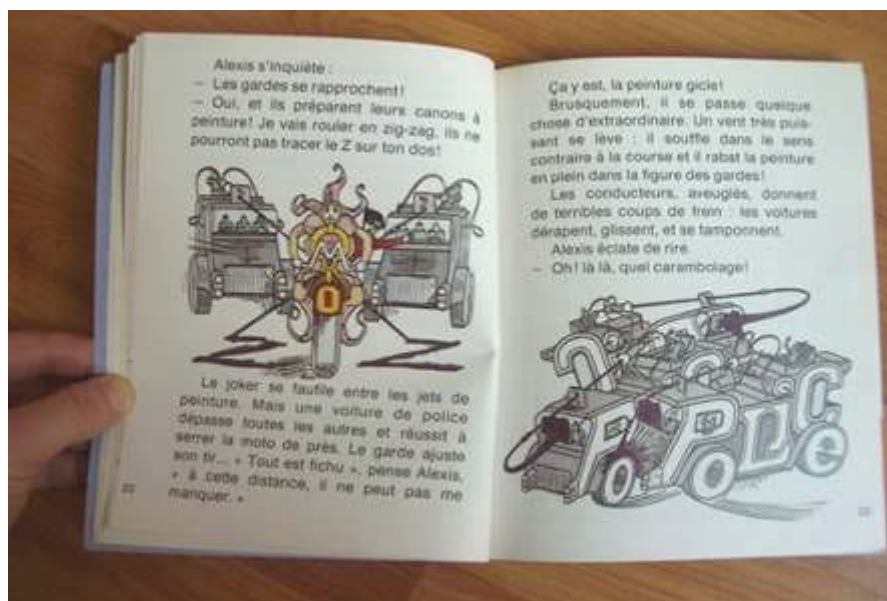 Alexis s'inquiète :
– Les gardes se rapprochent!
– Oui, et ils préparent leurs canons à
peinture! Je vais rouler en zig-zag, ils ne
pourront pas tracer le Z sur ton dos!
O
Le joker se faufile entre les jets de
peinture. Mais une voiture de police
dépasse toutes les autres et réussit à
serrer la moto de près. Le garde ajuste
son tir... « Tout est fichu », pense Alexis,
« à cette distance, il ne peut pas me
manquer. »
22
Ça y est, la peinture gicle!
Brusquement, il se passe quelque
chose d'extraordinaire. Un vent très puis-
sant se lève : il souffle dans le sens
contraire à la course et il rabat la peinture
en plein dans la figure des gardes!
Les conducteurs, aveuglés, donnent
de terribles coups de frein : les voitures
dérapent, glissent, et se tamponnent.
Alexis éclate de rire.
– Oh! là là, quel carambolage!